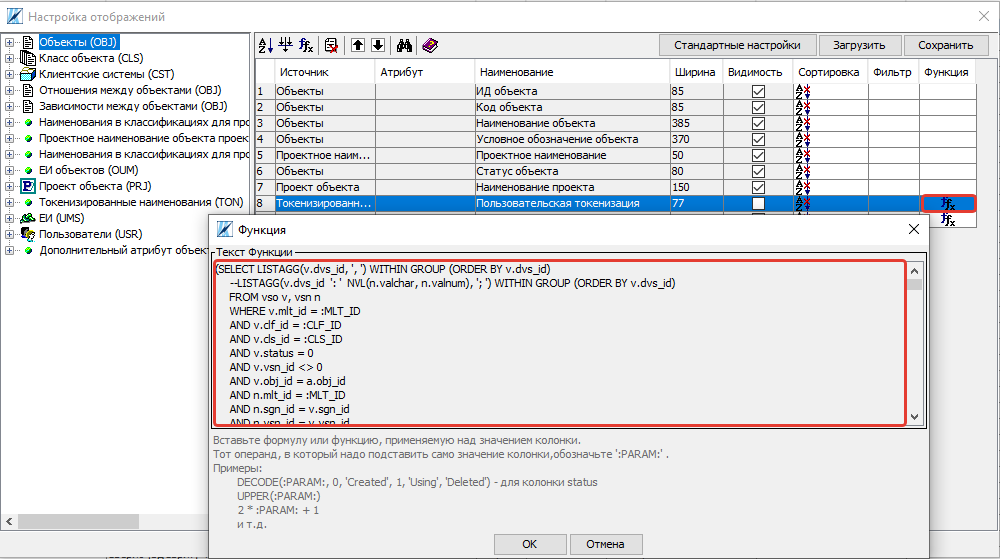 Настройка отображений
Объекты (OBJ)
Класс объекта (CLS)
Клиентские системы (CST)
Отношения между объектами (OBJ)
Зависимости между объектами (OBJ)
Наименования в классификациях для про
Проектное наименование объекта проек
Наименования в классификациях для про
ЕИ объектов (OUM)
Проект объекта (PRJ)
Токенизированные наименования (TON)
ЕИ (UMS)
Пользователи (USR)
Дополнительный атрибут объект
Стандартные настройки Загрузить Сохранить
Источник Атрибут Наименование Ширина Видимость Сортировка Фильтр Функция
1 Объекты ИД объекта 85
2 Объекты Код объекта 85
3 Объекты Наименование объекта 385
4 Объекты Условное обозначение объекта 370
5 Проектное наим... Проектное наименование 50
6 Объекты Статус объекта 80
7 Проект объекта Наименование проекта 150
8 Токенизированн... Пользовательская токенизация 77
Функция
Текст Функции
(SELECT LISTAGG(v.dvs_id, ', ') WITHIN GROUP (ORDER BY v.dvs_id)
--LISTAGG(v.dvs_id ': ' NVL(n.valchar, n.valnum), '; ') WITHIN GROUP (ORDER BY v.dvs_id)
FROM vso v, vsn n
WHERE v.mlt_id = :MLT_ID
AND v.clf_id = :CLF_ID
AND v.cls_id = :CLS_ID
AND v.status = 0
AND v.vsn_id <> 0
AND v.obj_id = a.obj_id
AND n.mlt_id = :MLT_ID
AND n.sgn_id = v.sgn_id
AND n.vsn_id = v.vsn_id
Вставьте формулу или функцию, применяемую над значением колонки.
Тот операнд, в который надо подставить само значение колонки,обозначьте ':PARAM:' .
Примеры:
DECODE(:PARAM:, 0, 'Created', 1, 'Using', 'Deleted') - для колонки status
UPPER(:PARAM:)
2 * :PARAM: + 1
и т.д.
OK Отмена